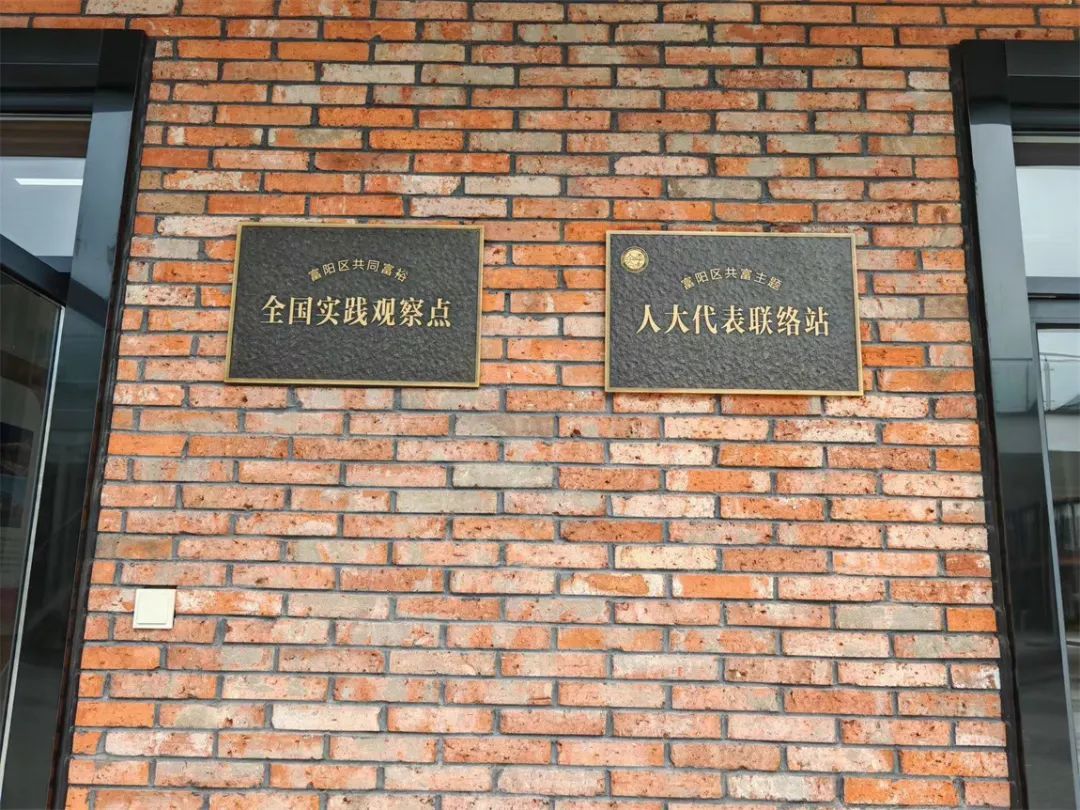 富阳区共同富裕
全国实践观察点
富阳区共富主题
人大代表联络站